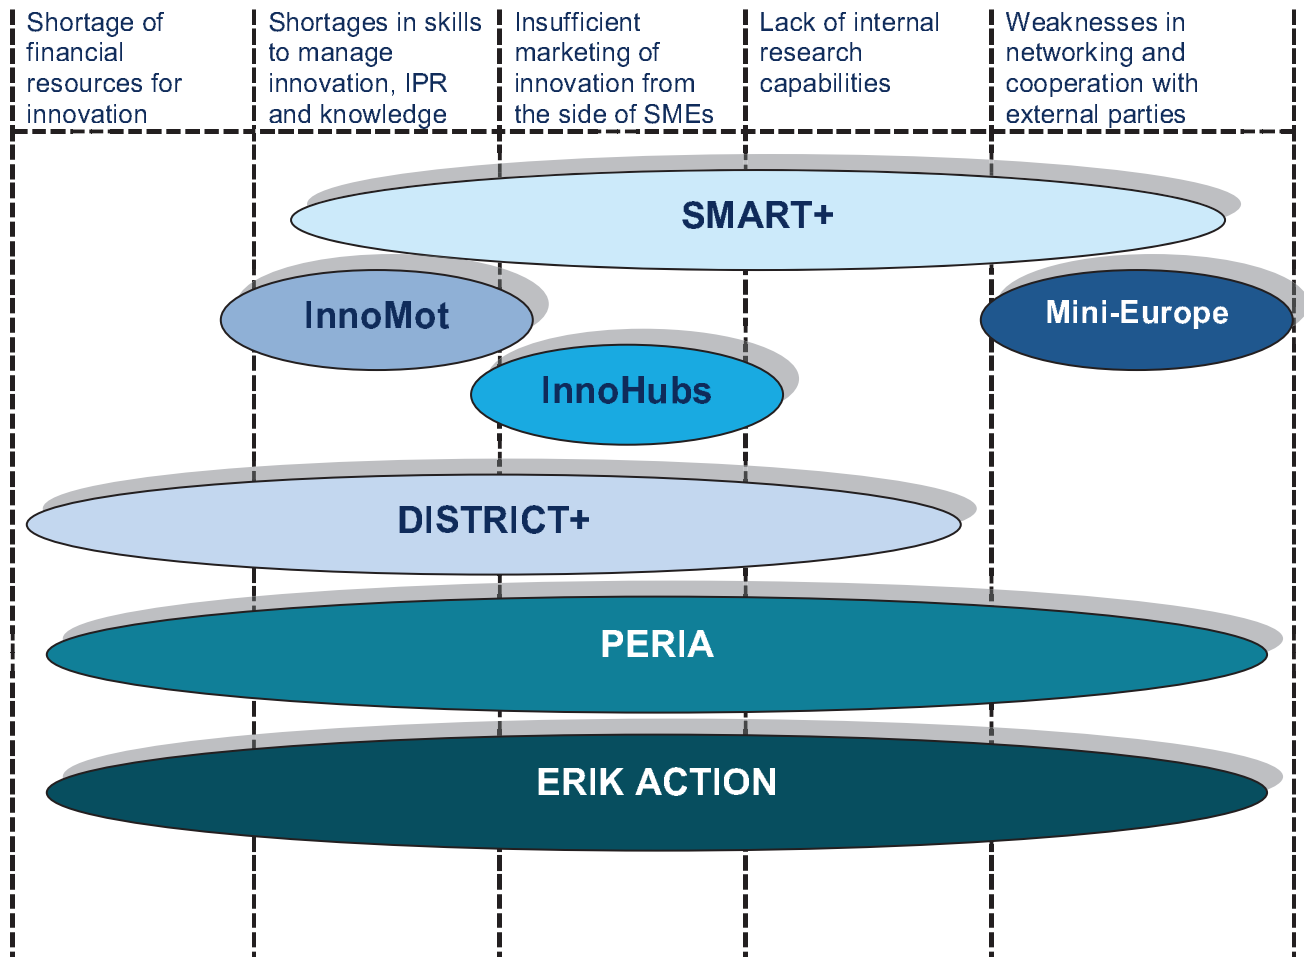 Shortage of
financial
resources for
innovation
Shortages in skills
to manage
innovation, IPR
and knowledge
Insufficient
marketing of
innovation from
the side of SMEs
Lack of internal
research
capabilities
Weaknesses in
networking and
cooperation with
external parties
SMART+
InnoMot
Mini-Europe
InnoHubs
DISTRICT+
PERIA
ERIK ACTION